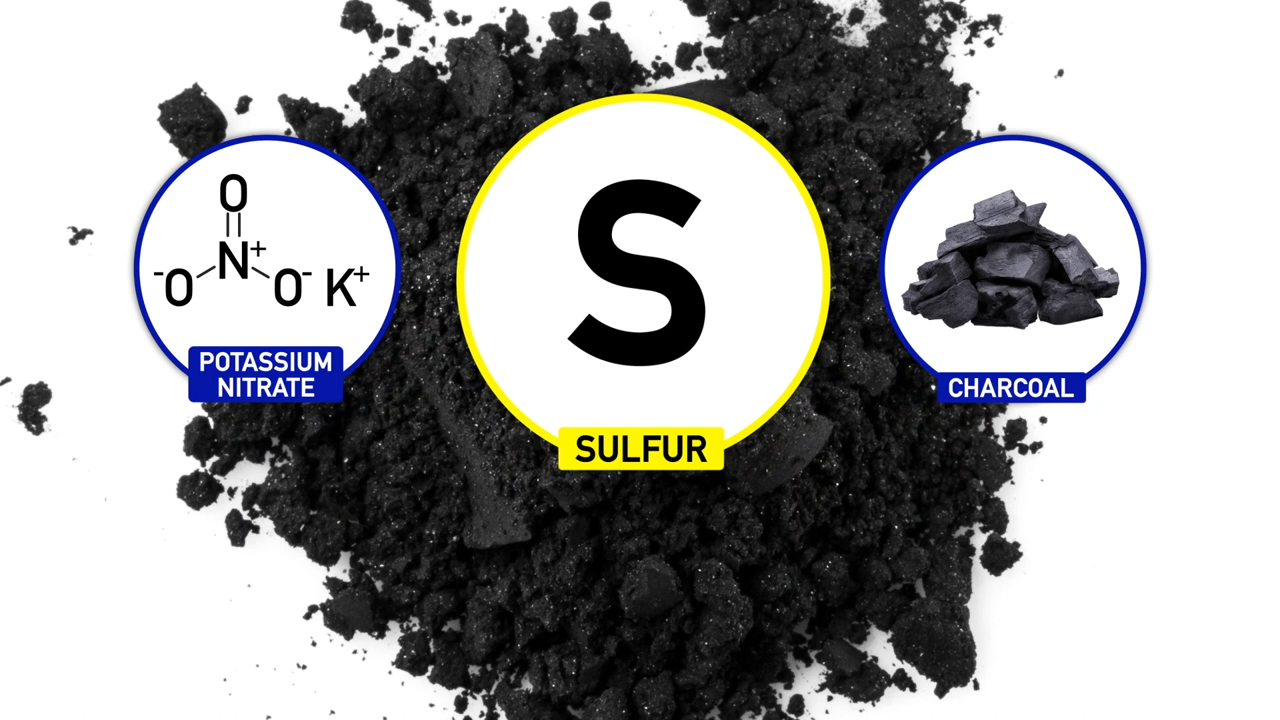 O
N+
-O O- K+
POTASSIUM
NITRATE
S
SULFUR
CHARCOAL